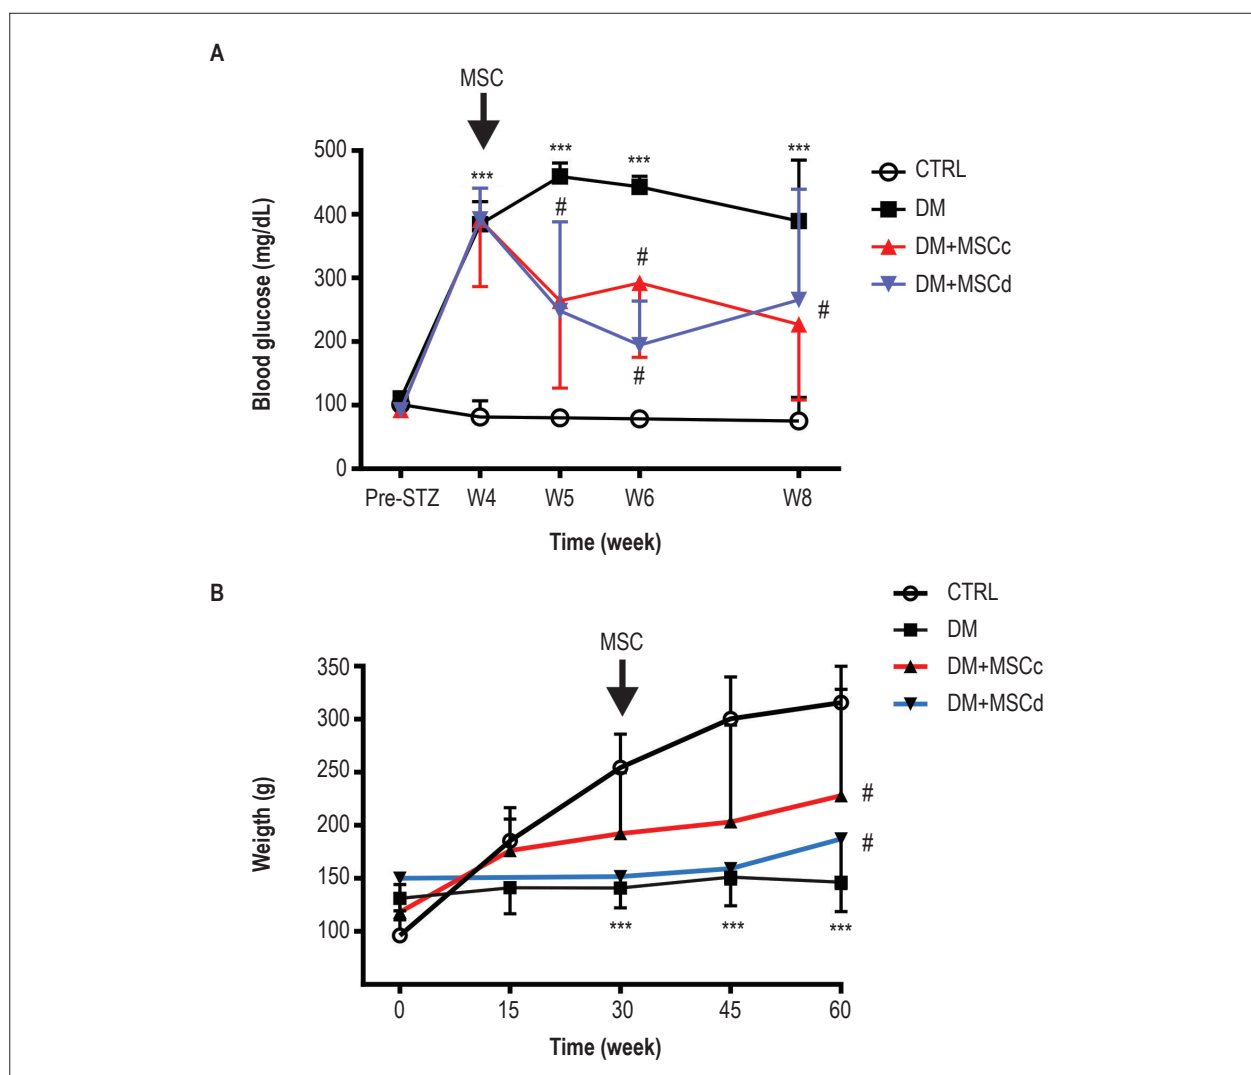 A
MSC
500
400
300
200
100
0
***
***
***
***
#
#
#
#
Pre-STZ W4 W5 W6 W8
Blood glucose (mg/dL)
Time (week)
CTRL
DM
DM+MSCc
DM+MSCd
B
MSC
350
300
250
200
150
100
#
#
***
***
***
0 15 30 45 60
Weigth (g)
Time (week)
CTRL
DM
DM+MSCc
DM+MSCd